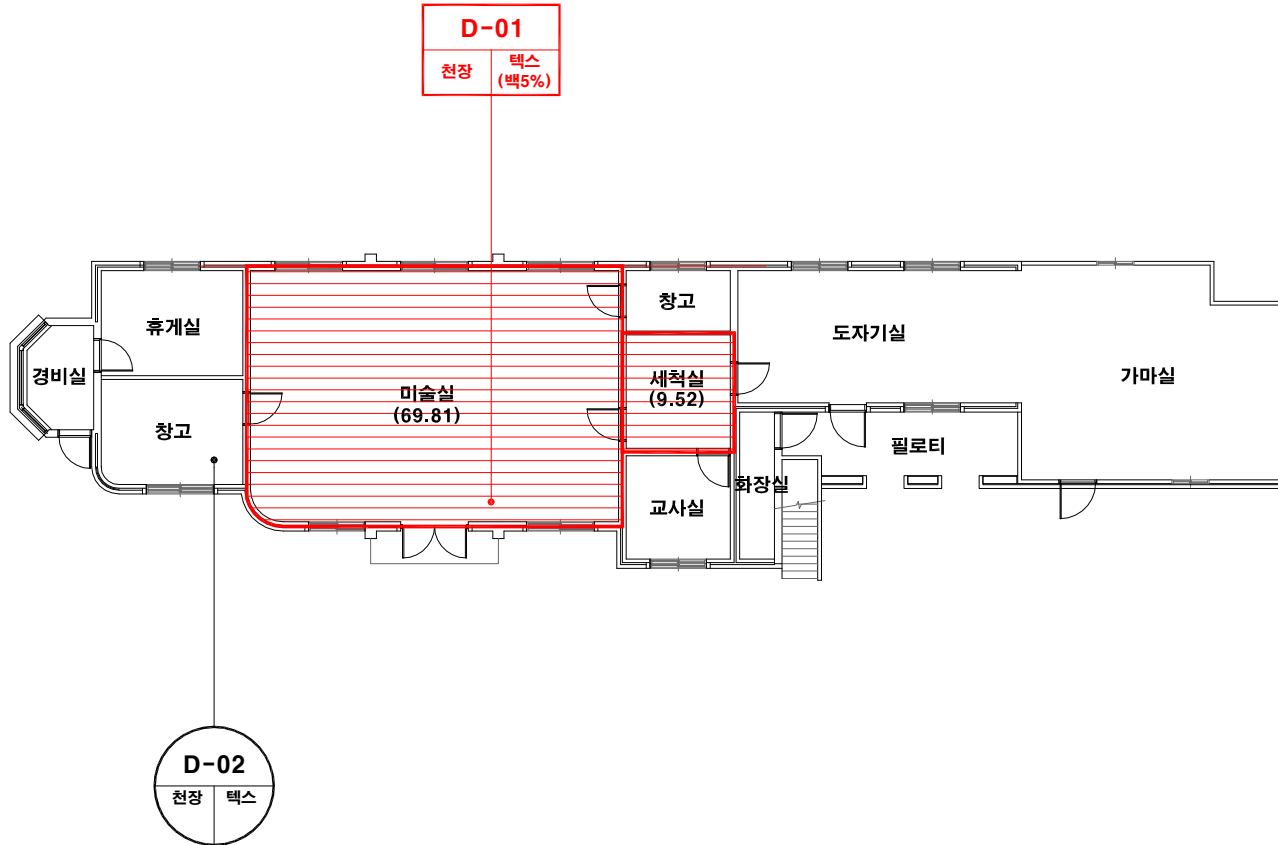 D-01
천장
텍스
(백5%)
창고
휴게실
도자기실
경비실
세척실
(9.52)
가마실
미술실
(69.81)
창고
필로티
화장실
교사실
D-02
천장
텍스